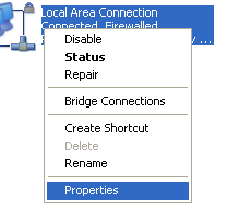 Local Area Connection
Connected, Firewalled
Disable
Status
Repair
Bridge Connections
Create Shortcut
Delete
Rename
Properties